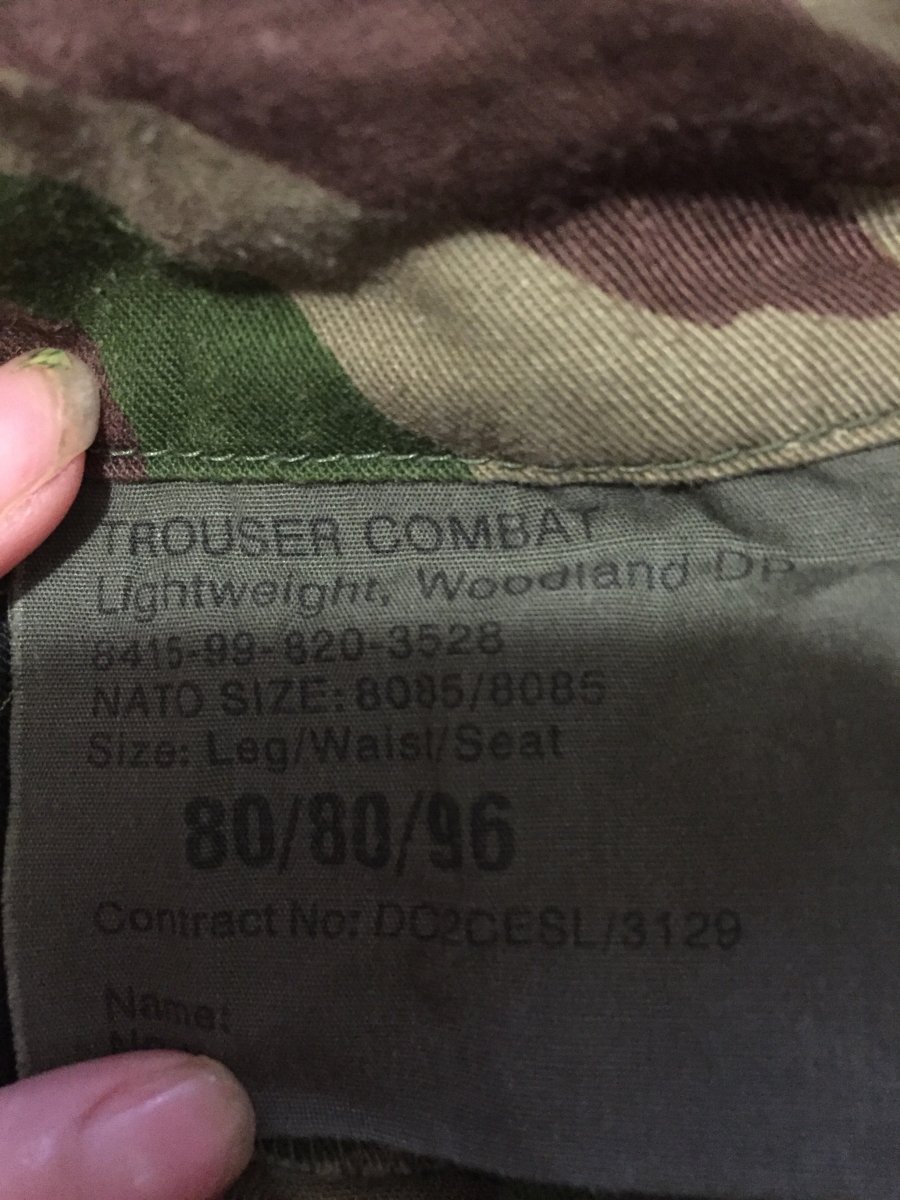 TROUSER COMBAT
Lightweight, Woodland DP
8415-99-820-3528
NATO SIZE: 8085/8085
Size: Leg/Waist/Seat
80/80/96
Contract No: DC2CESL/3129
Name: